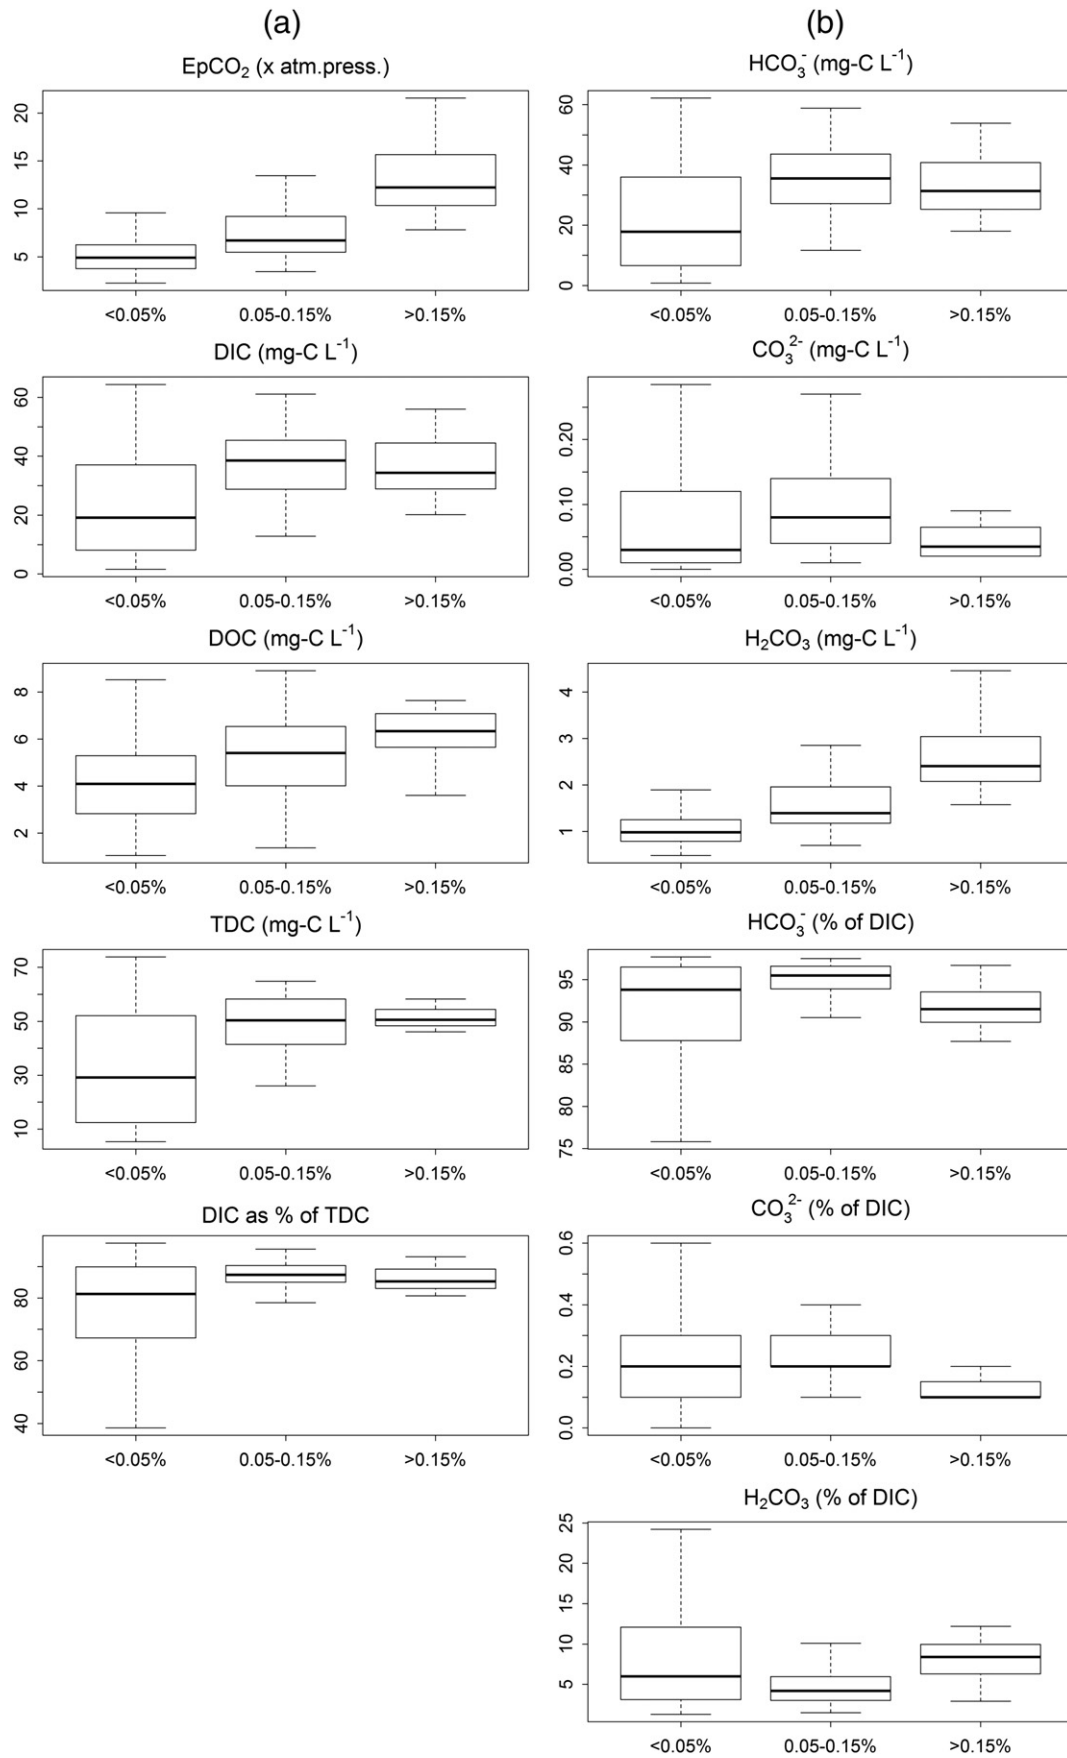 (a)
EpCO₂ (x atm.press.)
20
15
10
5
<0.05% 0.05-0.15% >0.15%
DIC (mg-C L⁻¹)
60
40
20
0
<0.05% 0.05-0.15% >0.15%
DOC (mg-C L⁻¹)
8
6
4
2
<0.05% 0.05-0.15% >0.15%
TDC (mg-C L⁻¹)
70
50
30
10
<0.05% 0.05-0.15% >0.15%
DIC as % of TDC
80
60
40
<0.05% 0.05-0.15% >0.15%
(b)
HCO₃⁻ (mg-C L⁻¹)
60
40
20
0
<0.05% 0.05-0.15% >0.15%
CO₃²⁻ (mg-C L⁻¹)
0.20
0.10
0.00
<0.05% 0.05-0.15% >0.15%
H₂CO₃ (mg-C L⁻¹)
4
3
2
1
<0.05% 0.05-0.15% >0.15%
HCO₃⁻ (% of DIC)
95
90
85
80
75
<0.05% 0.05-0.15% >0.15%
CO₃²⁻ (% of DIC)
0.6
0.4
0.2
0.0
<0.05% 0.05-0.15% >0.15%
H₂CO₃ (% of DIC)
25
20
15
10
5
<0.05% 0.05-0.15% >0.15%